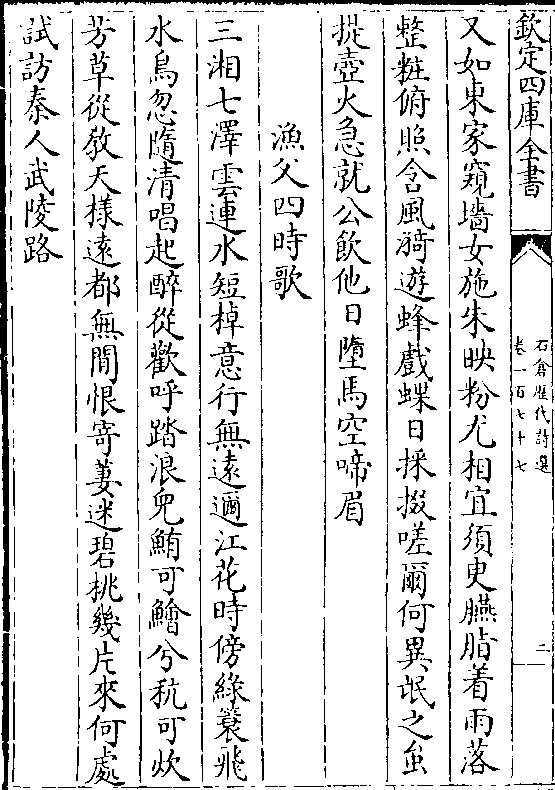 欽定四庫全書
石倉歷代詩選
卷一百七十七
二
又如東家窺墻女施朱映粉尤相宜須臾臙脂着雨落
整粧俯照含風漪遊蜂戲蝶日採掇嗟爾何異氓之蚩
提壺火急就公飲他日墮馬空啼眉
漁父四時歌
三湘七澤雲連水短棹意行無遠邇江花時傍綠蓑飛
水鳥忽隨清唱起醉從歡呼踏浪兒鮪可鱠兮秔可炊
芳草從教天樣遠都無閒恨寄萋迷碧桃幾片來何處
試訪秦人武陵路